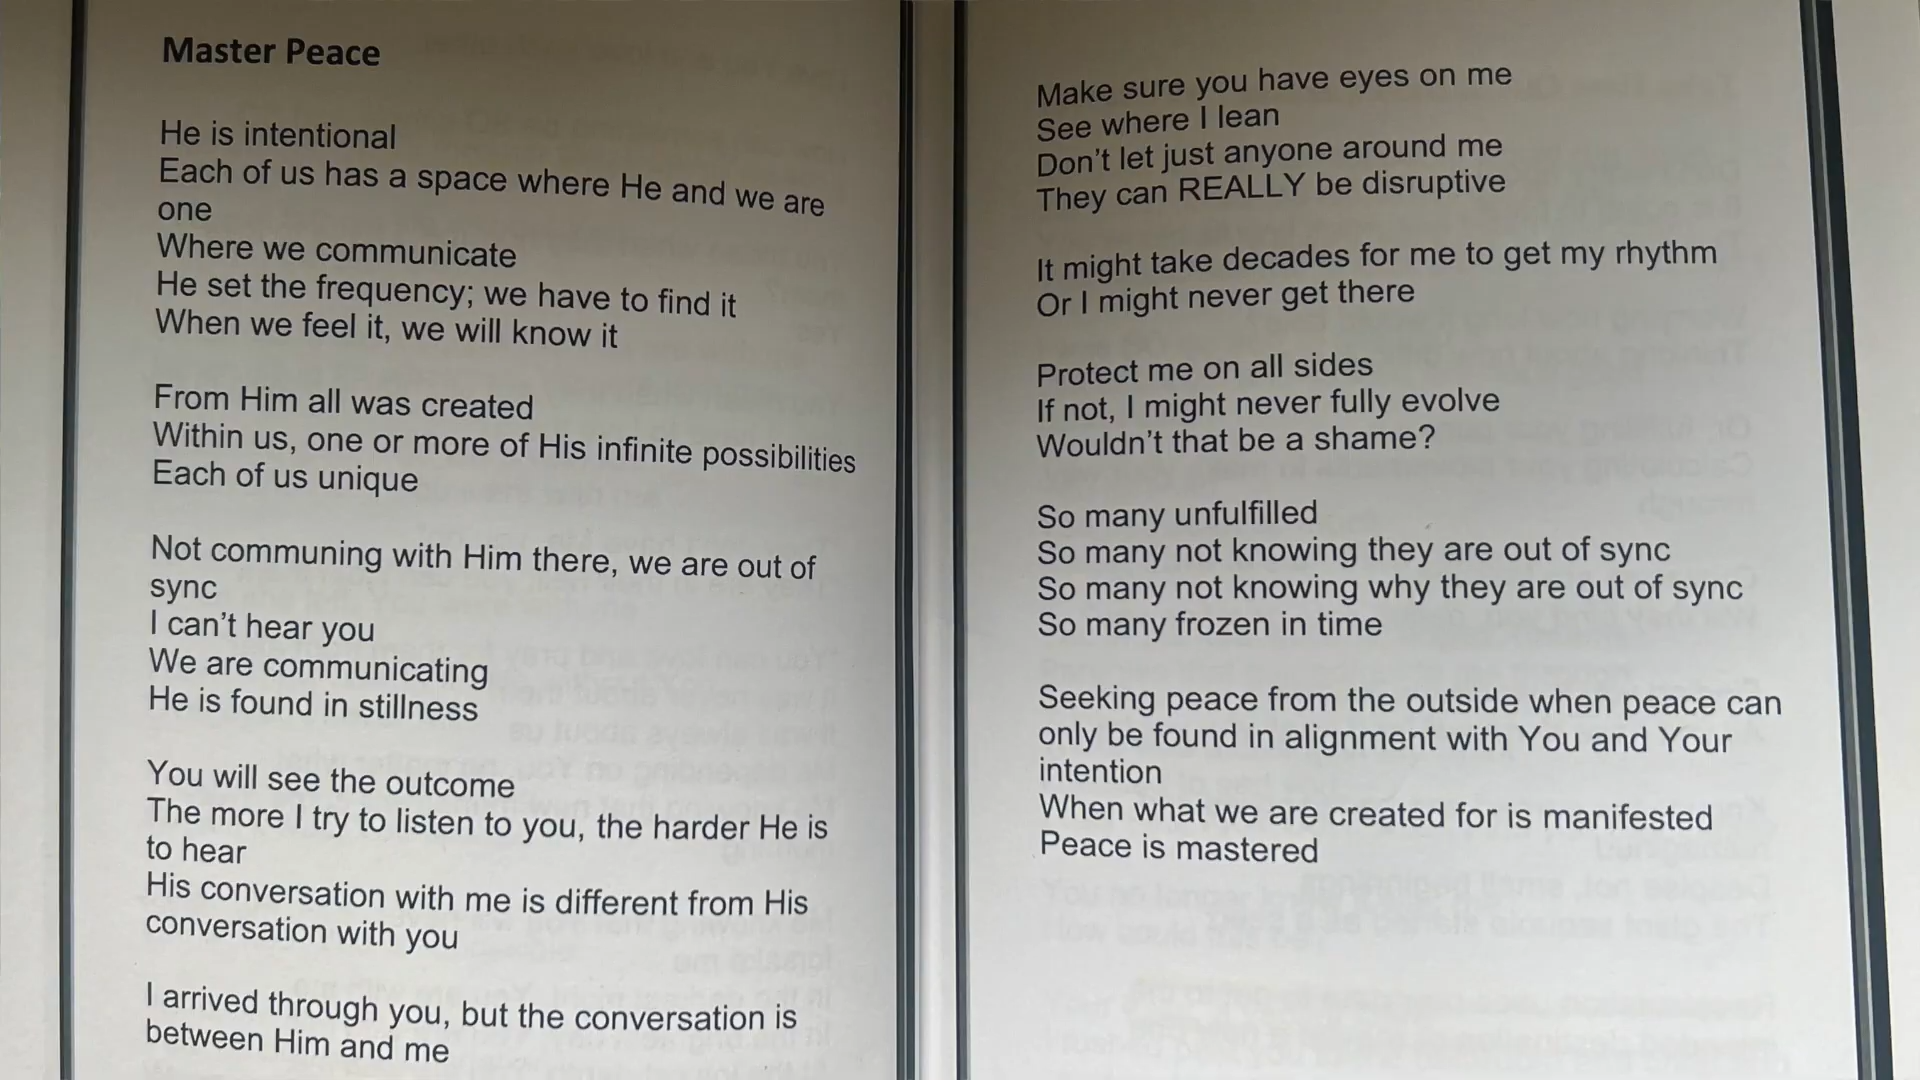 Master Peace
He is intentional
Each of us has a space where He and we are
one
Where we communicate
He set the frequency; we have to find it
When we feel it, we will know it
From Him all was created
Within us, one or more of His infinite possibilities
Each of us unique
Not communing with Him there, we are out of
sync
I can't hear you
We are communicating
He is found in stillness
You will see the outcome
The more I try to listen to you, the harder He is
to hear
His conversation with me is different from His
conversation with you
I arrived through you, but the conversation is
between Him and me
Make sure you have eyes on me
See where I lean
Don't let just anyone around me
They can REALLY be disruptive
It might take decades for me to get my rhythm
Or I might never get there
Protect me on all sides
If not, I might never fully evolve
Wouldn't that be a shame?
So many unfulfilled
So many not knowing they are out of sync
So many not knowing why they are out of sync
So many frozen in time
Seeking peace from the outside when peace can
only be found in alignment with You and Your
intention
When what we are created for is manifested
Peace is mastered